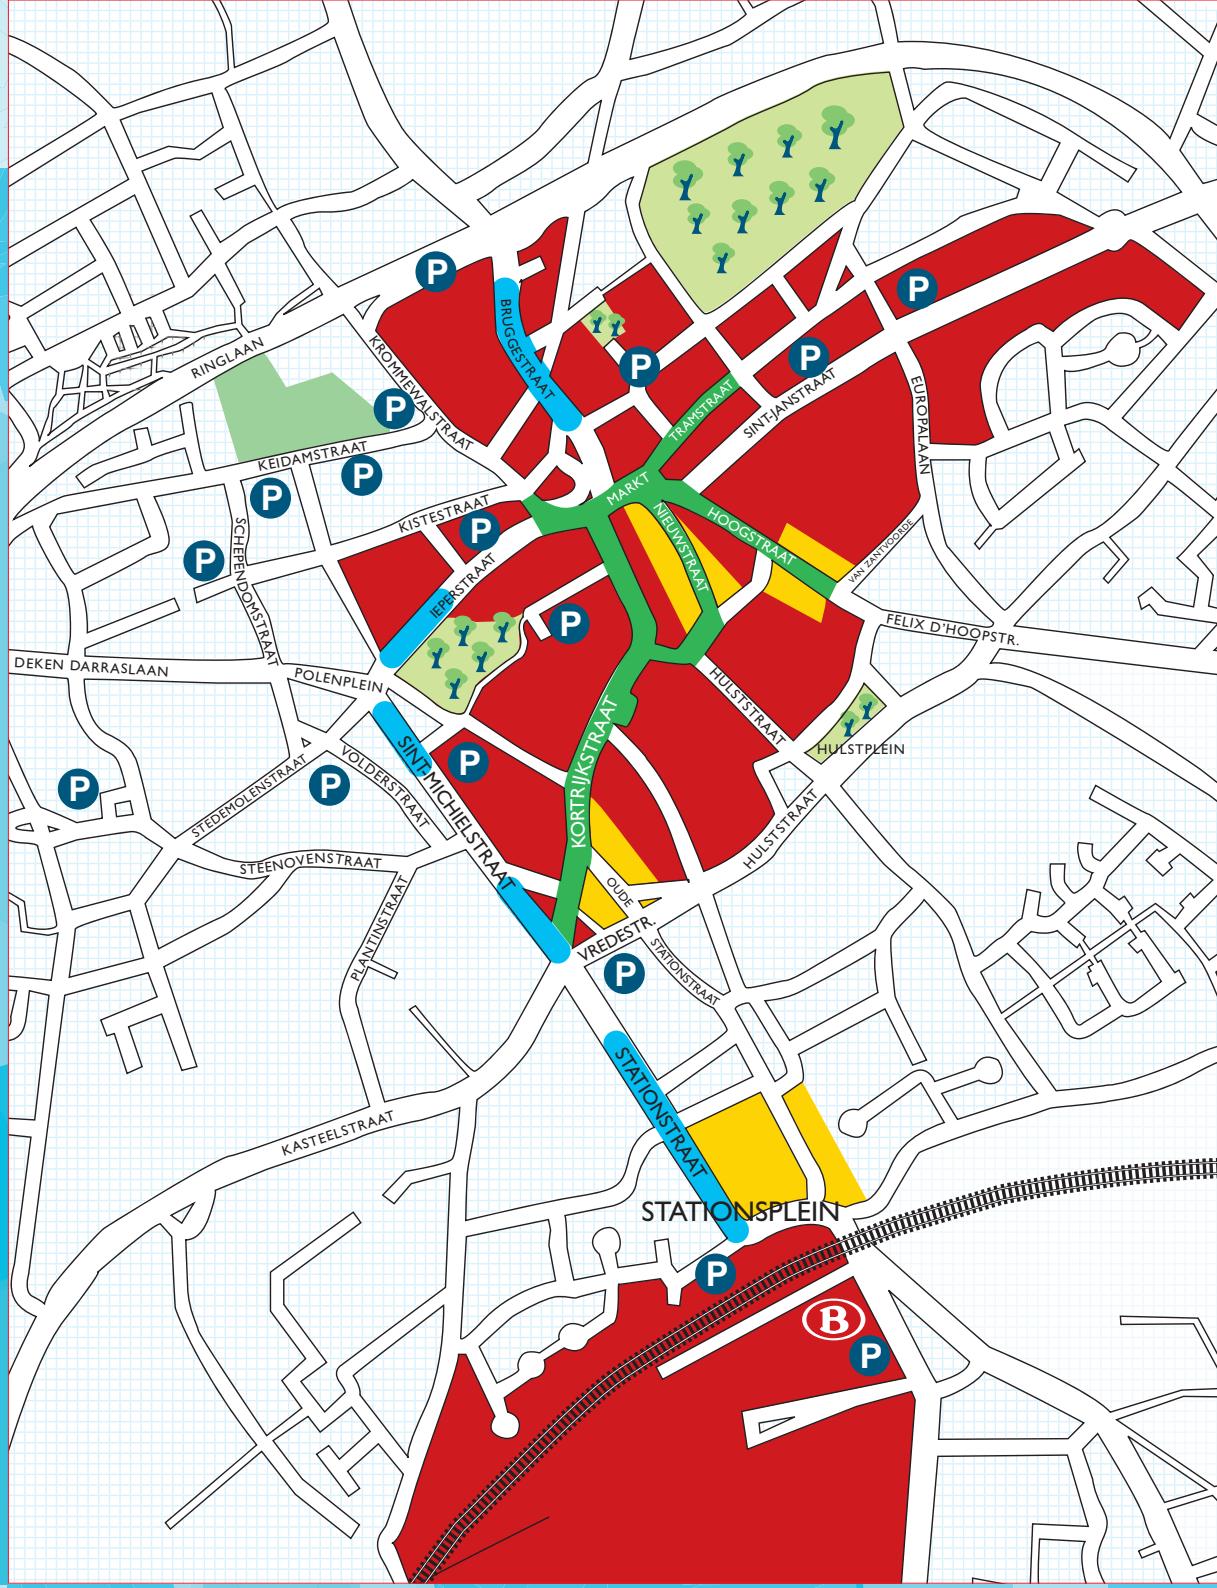 P
BRUGGESTRAAT
P
RINGLAAN
KROMMEWALSTRAAT
P
P
SINT-JANSTRAAT
EUROPALAAN
P
TRAMSTRAAT
KEIDAMSTRAAT
P
P
MARKT
KISTESTRAAT
P
NIEUWSTRAAT
HOOGSTRAAT
VAN ZANTVOORDE
SCHEPENDOMSTRAAT
P
IEPERSTRAAT
P
FELIX D'HOOPSTR.
DEKEN DARRASLAAN
POLENPLEIN
HULSTSTRAAT
HULSTPLEIN
KORTRIJKSTRAAT
SINT-MICHIELSTRAAT
P
VOLDERSTRAAT
P
P
STEDEMOLENSTRAAT
HULSTSTRAAT
STEENOVENSTRAAT
PLANTINSTRAAT
OUDE
STATIONSTRAAT
VREDESTR.
P
STATIONSTRAAT
KASTEELSTRAAT
STATIONSPLEIN
P
B
P